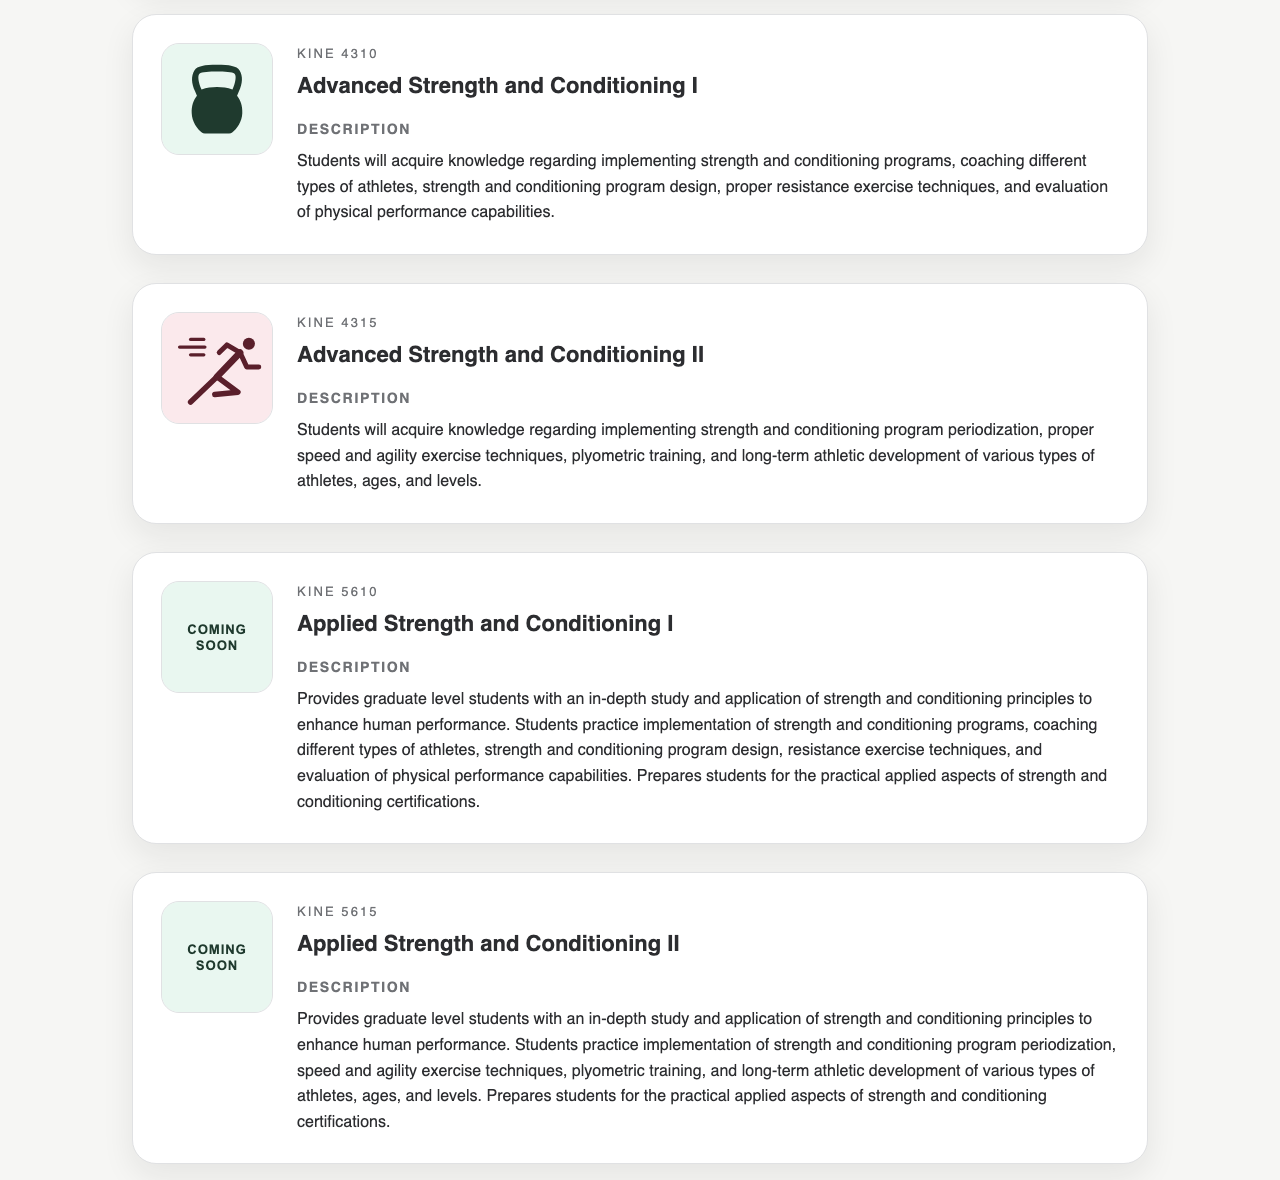 KINE 4310
Advanced Strength and Conditioning I
DESCRIPTION
Students will acquire knowledge regarding implementing strength and conditioning programs, coaching different
types of athletes, strength and conditioning program design, proper resistance exercise techniques, and evaluation
of physical performance capabilities.
KINE 4315
Advanced Strength and Conditioning II
DESCRIPTION
Students will acquire knowledge regarding implementing strength and conditioning program periodization, proper
speed and agility exercise techniques, plyometric training, and long-term athletic development of various types of
athletes, ages, and levels.
COMING
SOON
KINE 5610
Applied Strength and Conditioning I
DESCRIPTION
Provides graduate level students with an in-depth study and application of strength and conditioning principles to
enhance human performance. Students practice implementation of strength and conditioning programs, coaching
different types of athletes, strength and conditioning program design, resistance exercise techniques, and
evaluation of physical performance capabilities. Prepares students for the practical applied aspects of strength and
conditioning certifications.
COMING
SOON
KINE 5615
Applied Strength and Conditioning II
DESCRIPTION
Provides graduate level students with an in-depth study and application of strength and conditioning principles to
enhance human performance. Students practice implementation of strength and conditioning program periodization,
speed and agility exercise techniques, plyometric training, and long-term athletic development of various types of
athletes, ages, and levels. Prepares students for the practical applied aspects of strength and conditioning
certifications.